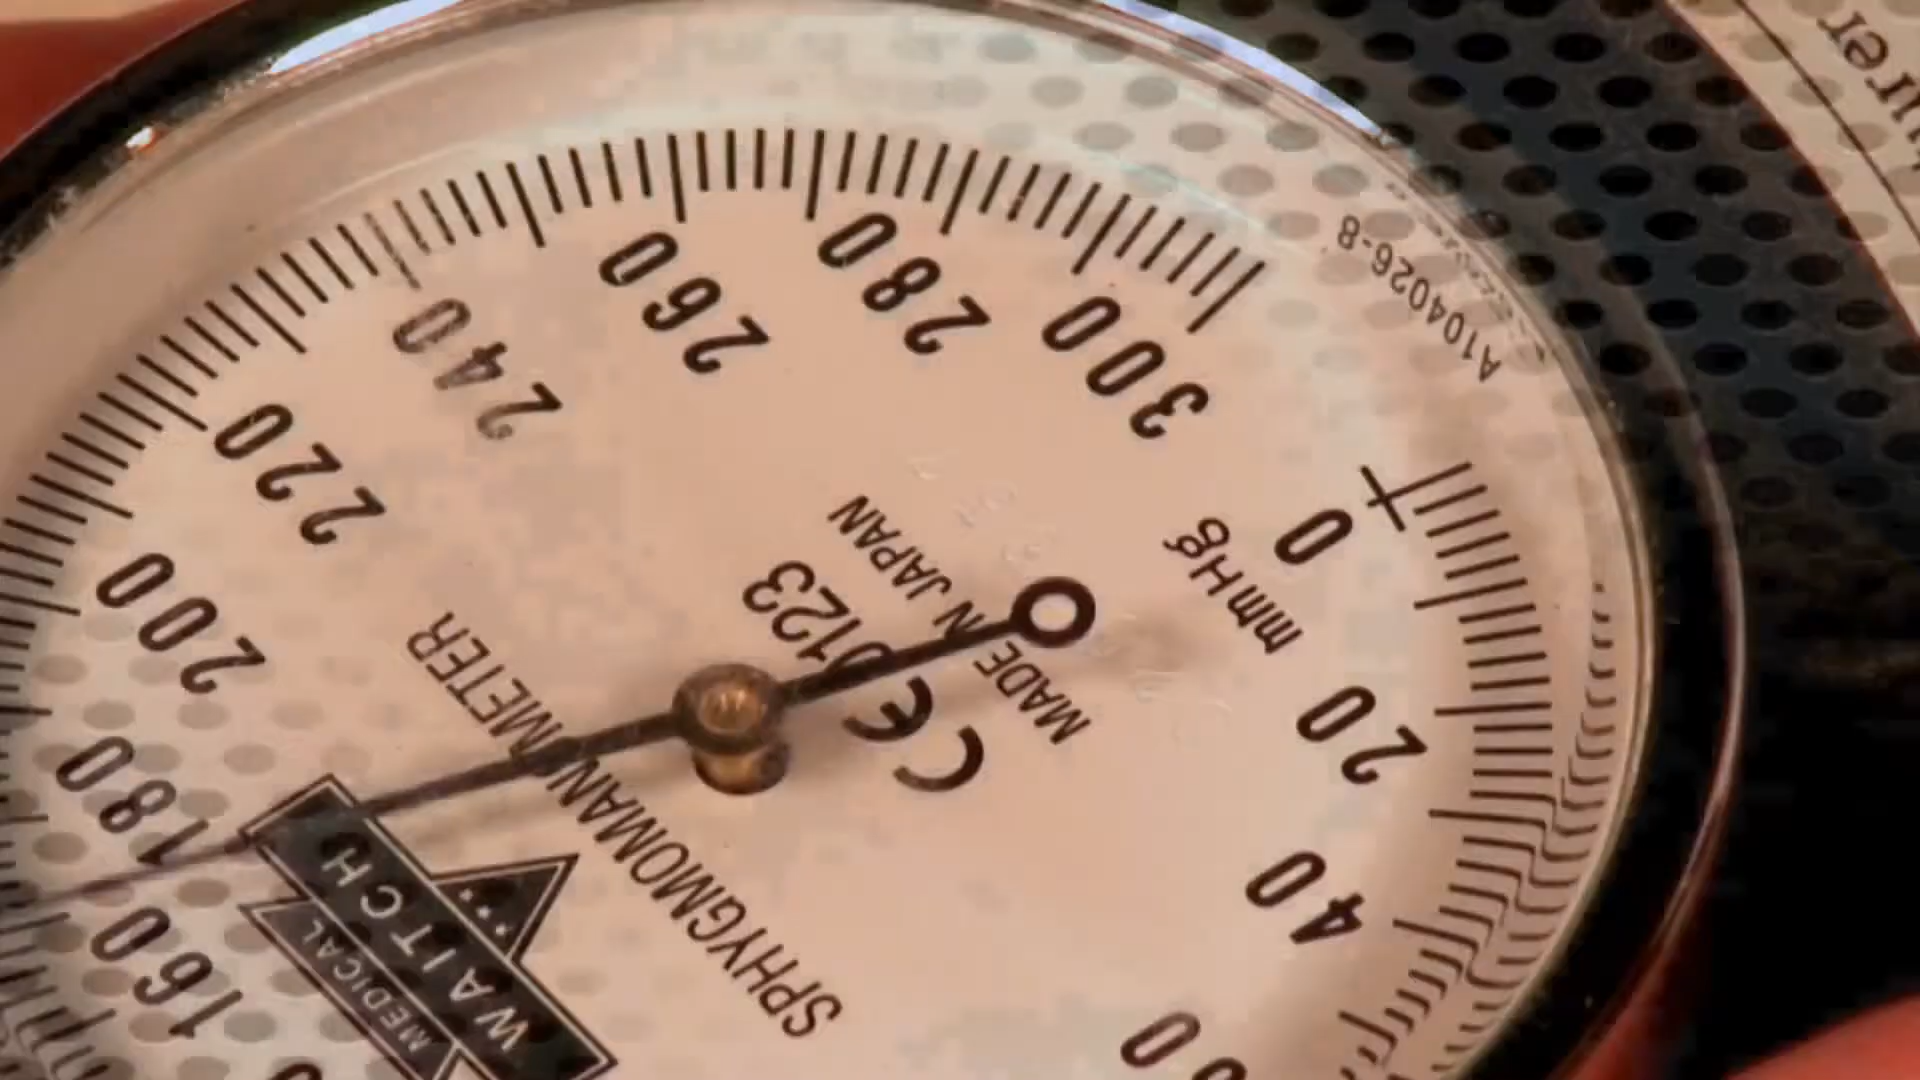 A104026-8
300
280
260
240
220
200
180
160
0
20
40
mmHg
MADE IN JAPAN
CE 0123
SPHYGMOMANOMETER
WAITCH
MEDICAL